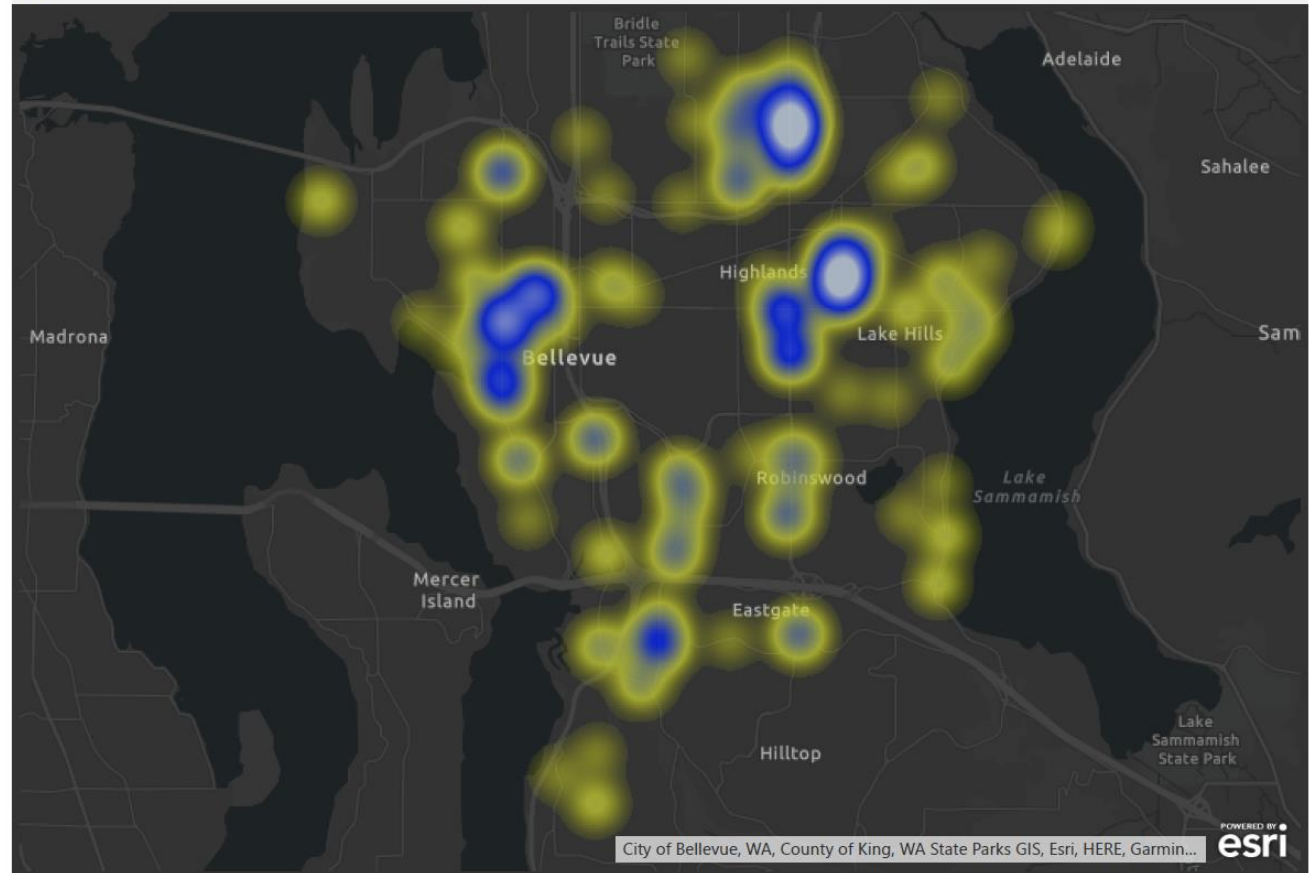 Bridle
Trails State
Park
Adelaide
Sahalee
Highlands
Madrona
Lake Hills
Sam
Bellevue
Robinswood
Lake
Sammamish
Mercer
Island
Eastgate
Hilltop
Lake
Sammamish
State Park
City of Bellevue, WA, County of King, WA State Parks GIS, Esri, HERE, Garmin...
POWERED BY
esri